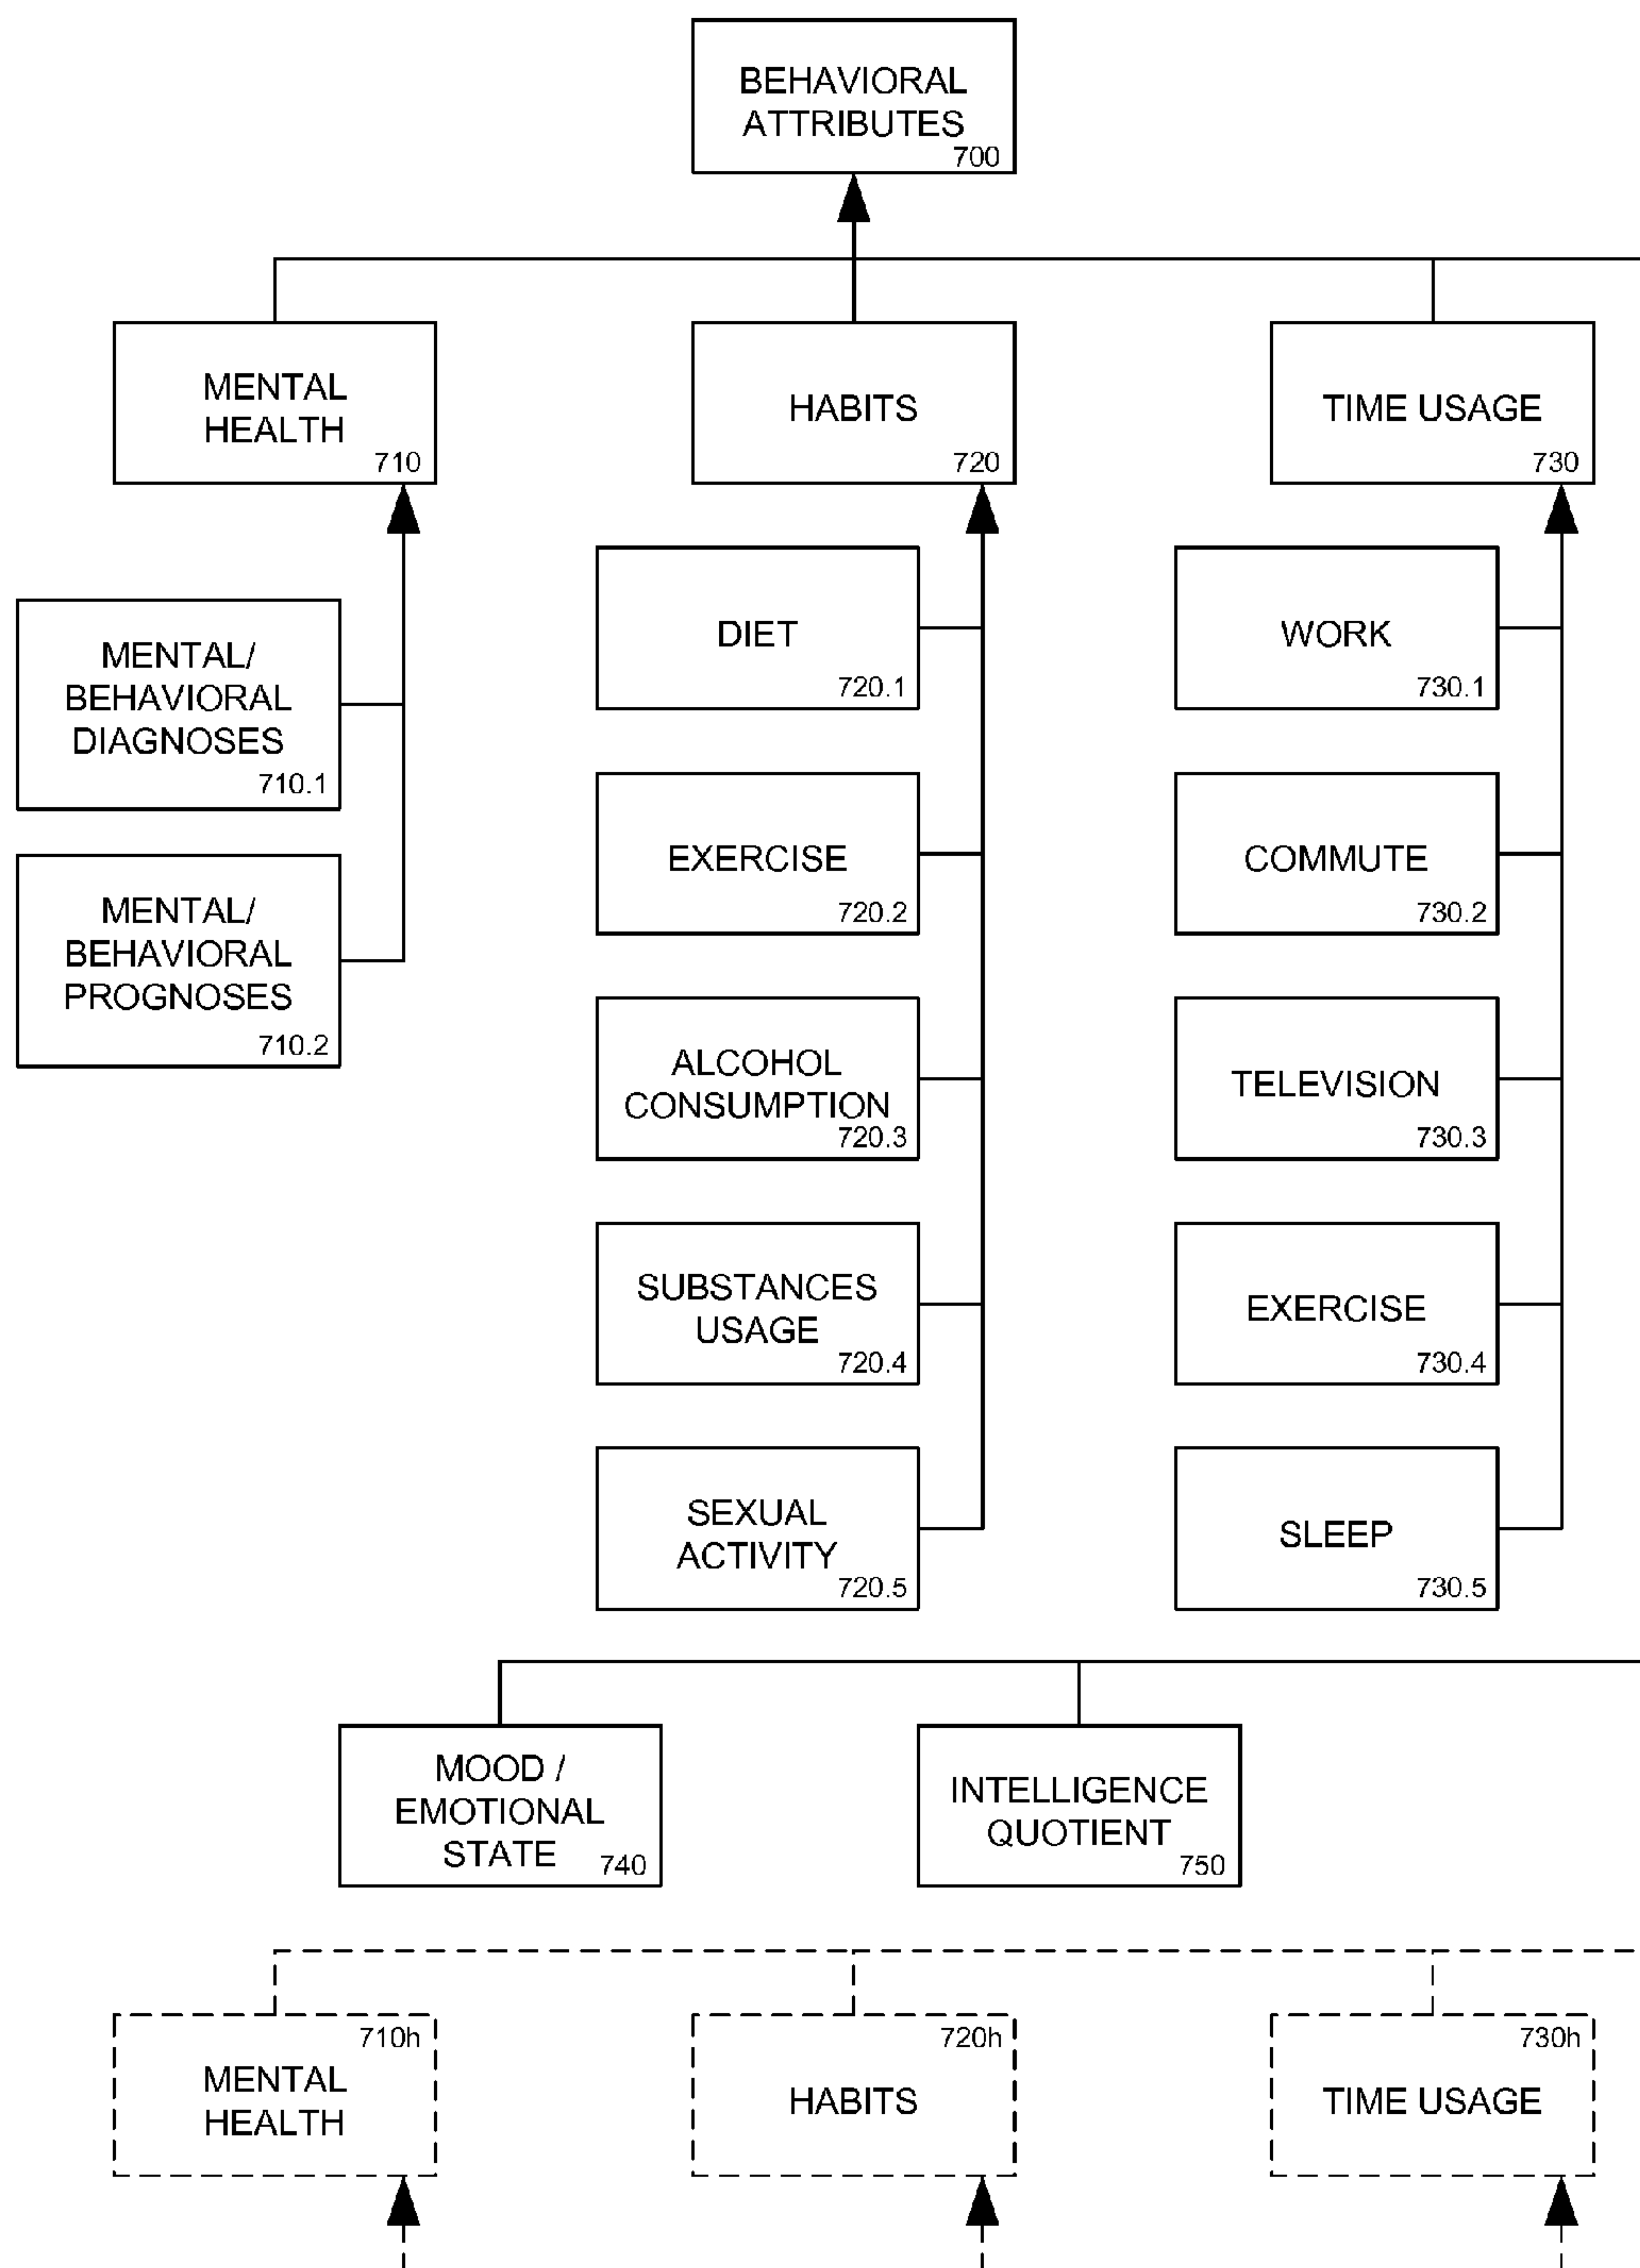 BEHAVIORAL
ATTRIBUTES
700
MENTAL
HEALTH
710
HABITS
720
TIME USAGE
730
MENTAL/
BEHAVIORAL
DIAGNOSES
710.1
MENTAL/
BEHAVIORAL
PROGNOSES
710.2
DIET
720.1
EXERCISE
720.2
ALCOHOL
CONSUMPTION
720.3
SUBSTANCES
USAGE
720.4
SEXUAL
ACTIVITY
720.5
WORK
730.1
COMMUTE
730.2
TELEVISION
730.3
EXERCISE
730.4
SLEEP
730.5
MOOD /
EMOTIONAL
STATE
740
INTELLIGENCE
QUOTIENT
750
710h
MENTAL
HEALTH
720h
HABITS
730h
TIME USAGE